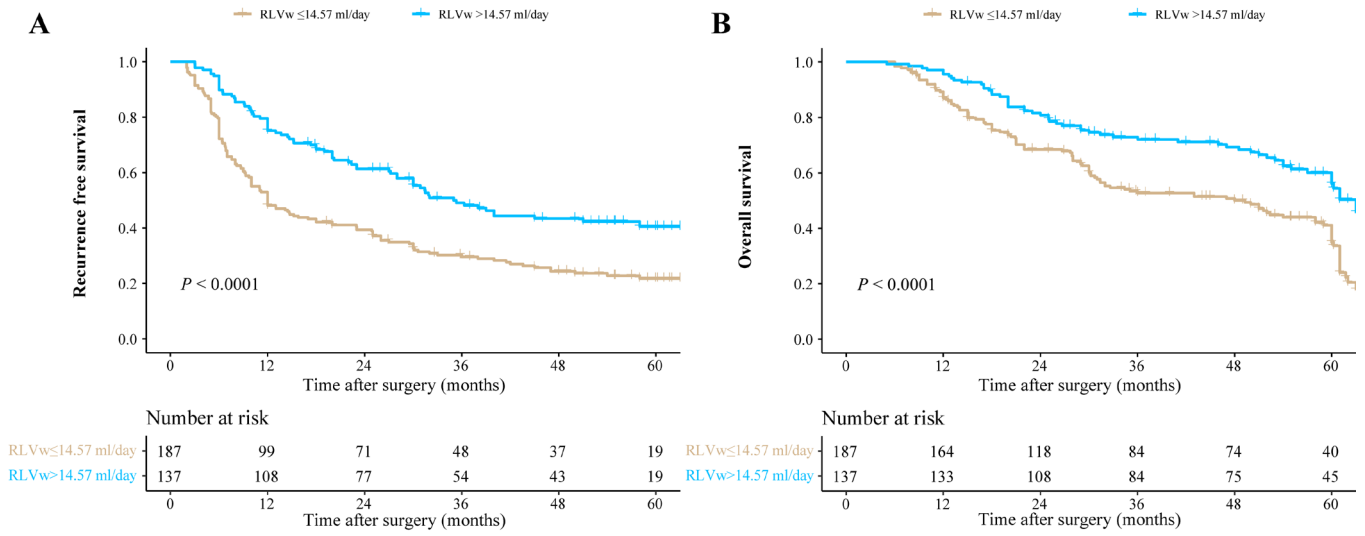 A
RLVw ≤14.57 ml/day RLVw >14.57 ml/day
Recurrence free survival
1.0
0.8
0.6
0.4
0.2
0.0
P < 0.0001
0 12 24 36 48 60
Time after surgery (months)
Number at risk
RLVw≤14.57 ml/day 187 99 71 48 37 19
RLVw>14.57 ml/day 137 108 77 54 43 19
0 12 24 36 48 60
Time after surgery (months)
B
RLVw ≤14.57 ml/day RLVw >14.57 ml/day
Overall survival
1.0
0.8
0.6
0.4
0.2
0.0
P < 0.0001
0 12 24 36 48 60
Time after surgery (months)
Number at risk
RLVw≤14.57 ml/day 187 164 118 84 74 40
RLVw>14.57 ml/day 137 133 108 84 75 45
0 12 24 36 48 60
Time after surgery (months)